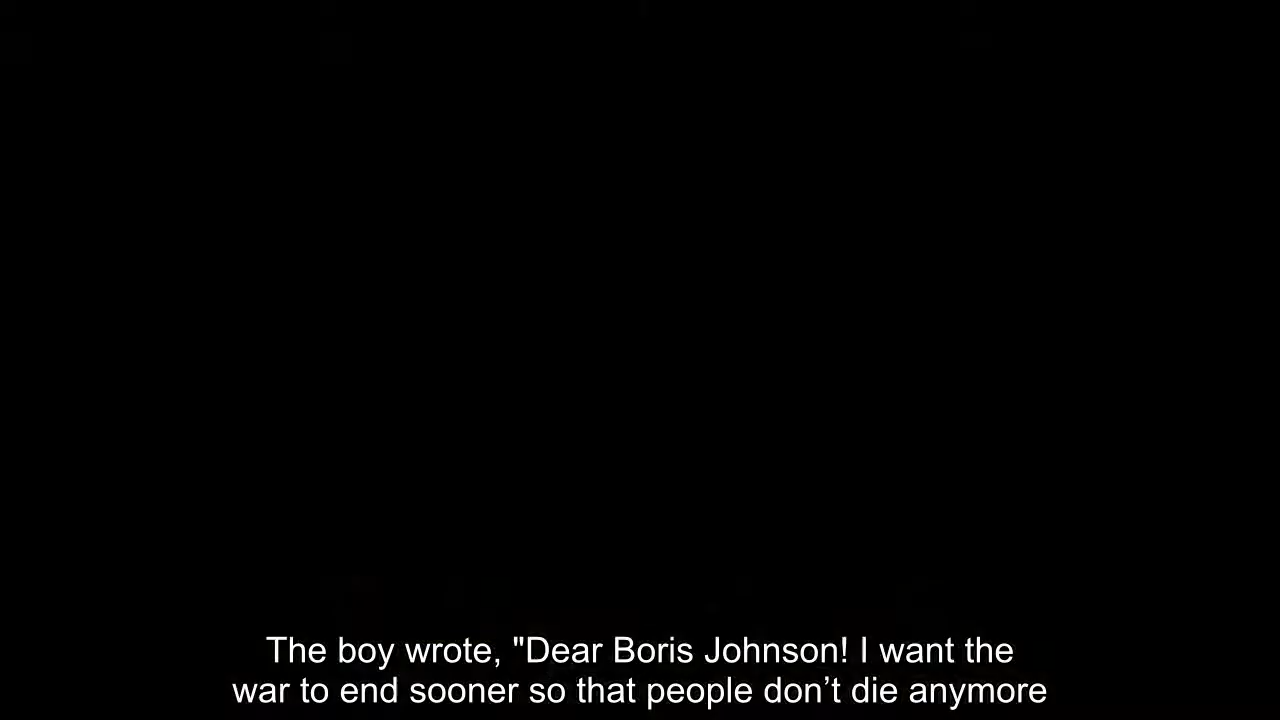 The boy wrote, "Dear Boris Johnson! I want the
war to end sooner so that people don’t die anymore